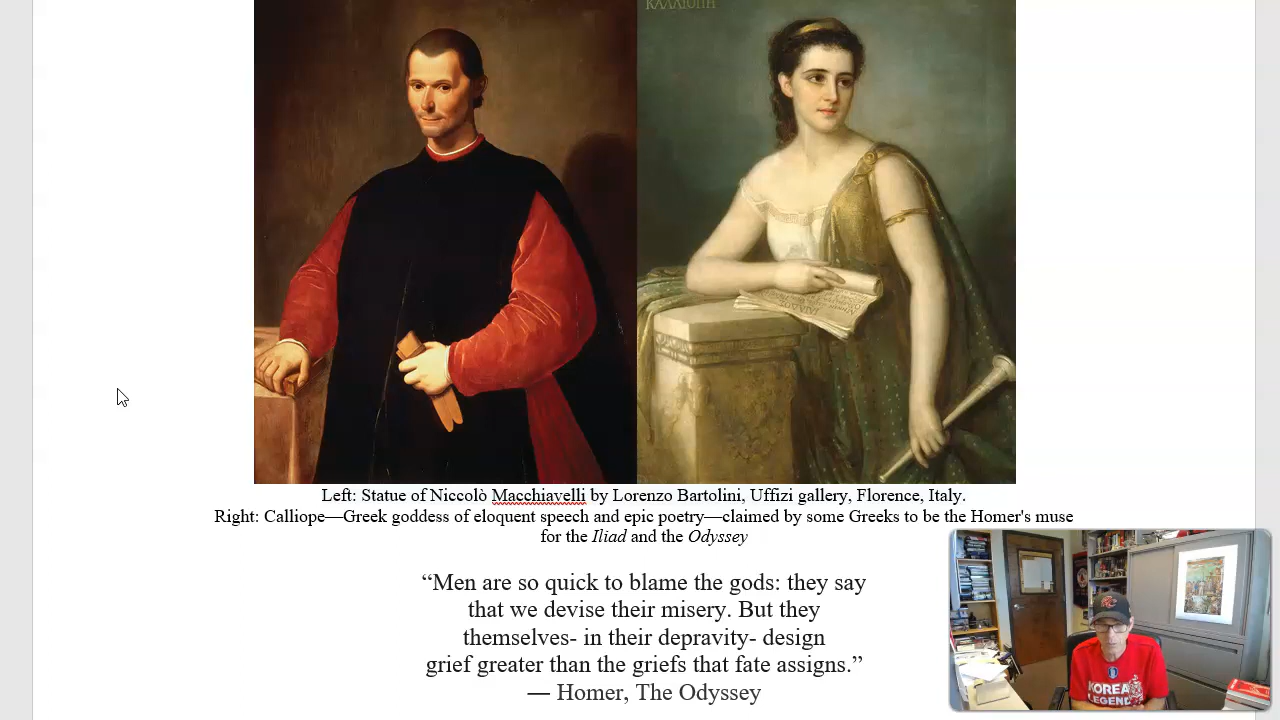 ΚΑΛΛΙΟΠΗ
Left: Statue of Niccolò Macchiavelli by Lorenzo Bartolini, Uffizi gallery, Florence, Italy.
Right: Calliope—Greek goddess of eloquent speech and epic poetry—claimed by some Greeks to be the Homer's muse
for the Iliad and the Odyssey
“Men are so quick to blame the gods: they say
that we devise their misery. But they
themselves- in their depravity- design
grief greater than the griefs that fate assigns.”
— Homer, The Odyssey
KOREA
LEGEND